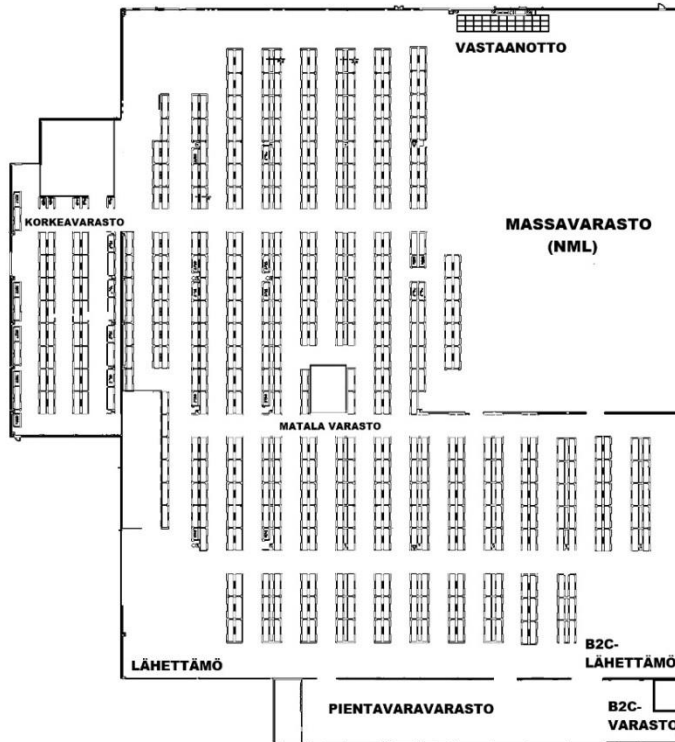 VASTAANOTTO
KORKEAVARASTO
MASSAVARASTO
(NML)
MATALA VARASTO
B2C-
LÄHETTÄMÖ
LÄHETTÄMÖ
PIENTAVARAVARASTO
B2C-
VARASTO